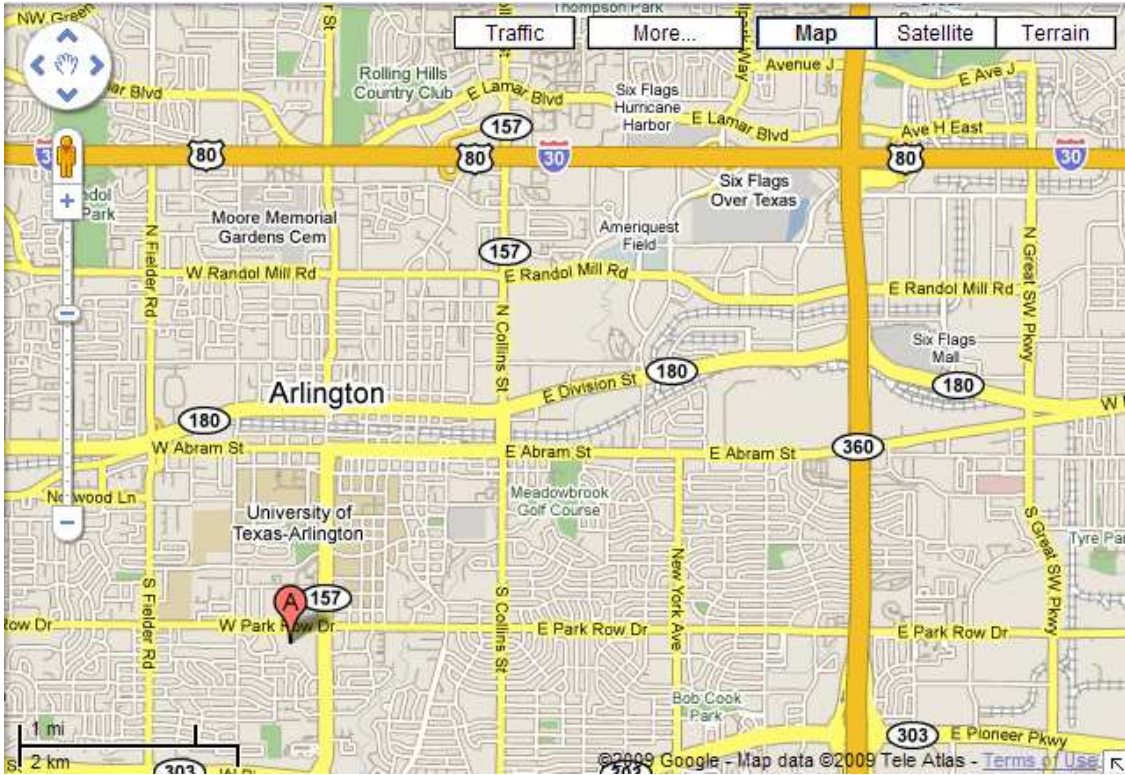 NW Green
Thompson Park
Traffic
More...
Map
Satellite
Terrain
Avenue J
E Ave J
Rolling Hills
Country Club
E Lamar Blvd
Six Flags
Hurricane
Harbor
E Lamar Blvd
Ave H East
157
80
80
30
80
30
Park
Moore Memorial
Gardens Cem
Six Flags
Over Texas
Ameriquest
Field
N Fielder Rd
157
N Great SW Pkwy
W Randol Mill Rd
E Randol Mill Rd
E Randol Mill Rd
N Collins St
Six Flags
Mall
180
180
E Division St
Arlington
180
W Abram St
E Abram St
E Abram St
360
Norwood Ln
Meadowbrook
Golf Course
University of
Texas-Arlington
S Great SW Pkwy
New York Ave
S Fielder Rd
S Collins St
A
157
Row Dr
W Park Row Dr
E Park Row Dr
E Park Row Dr
Bob Cook
Park
1 mi
2 km
303
303
303
E Pioneer Pkwy
©2009 Google - Map data ©2009 Tele Atlas - Terms of Use